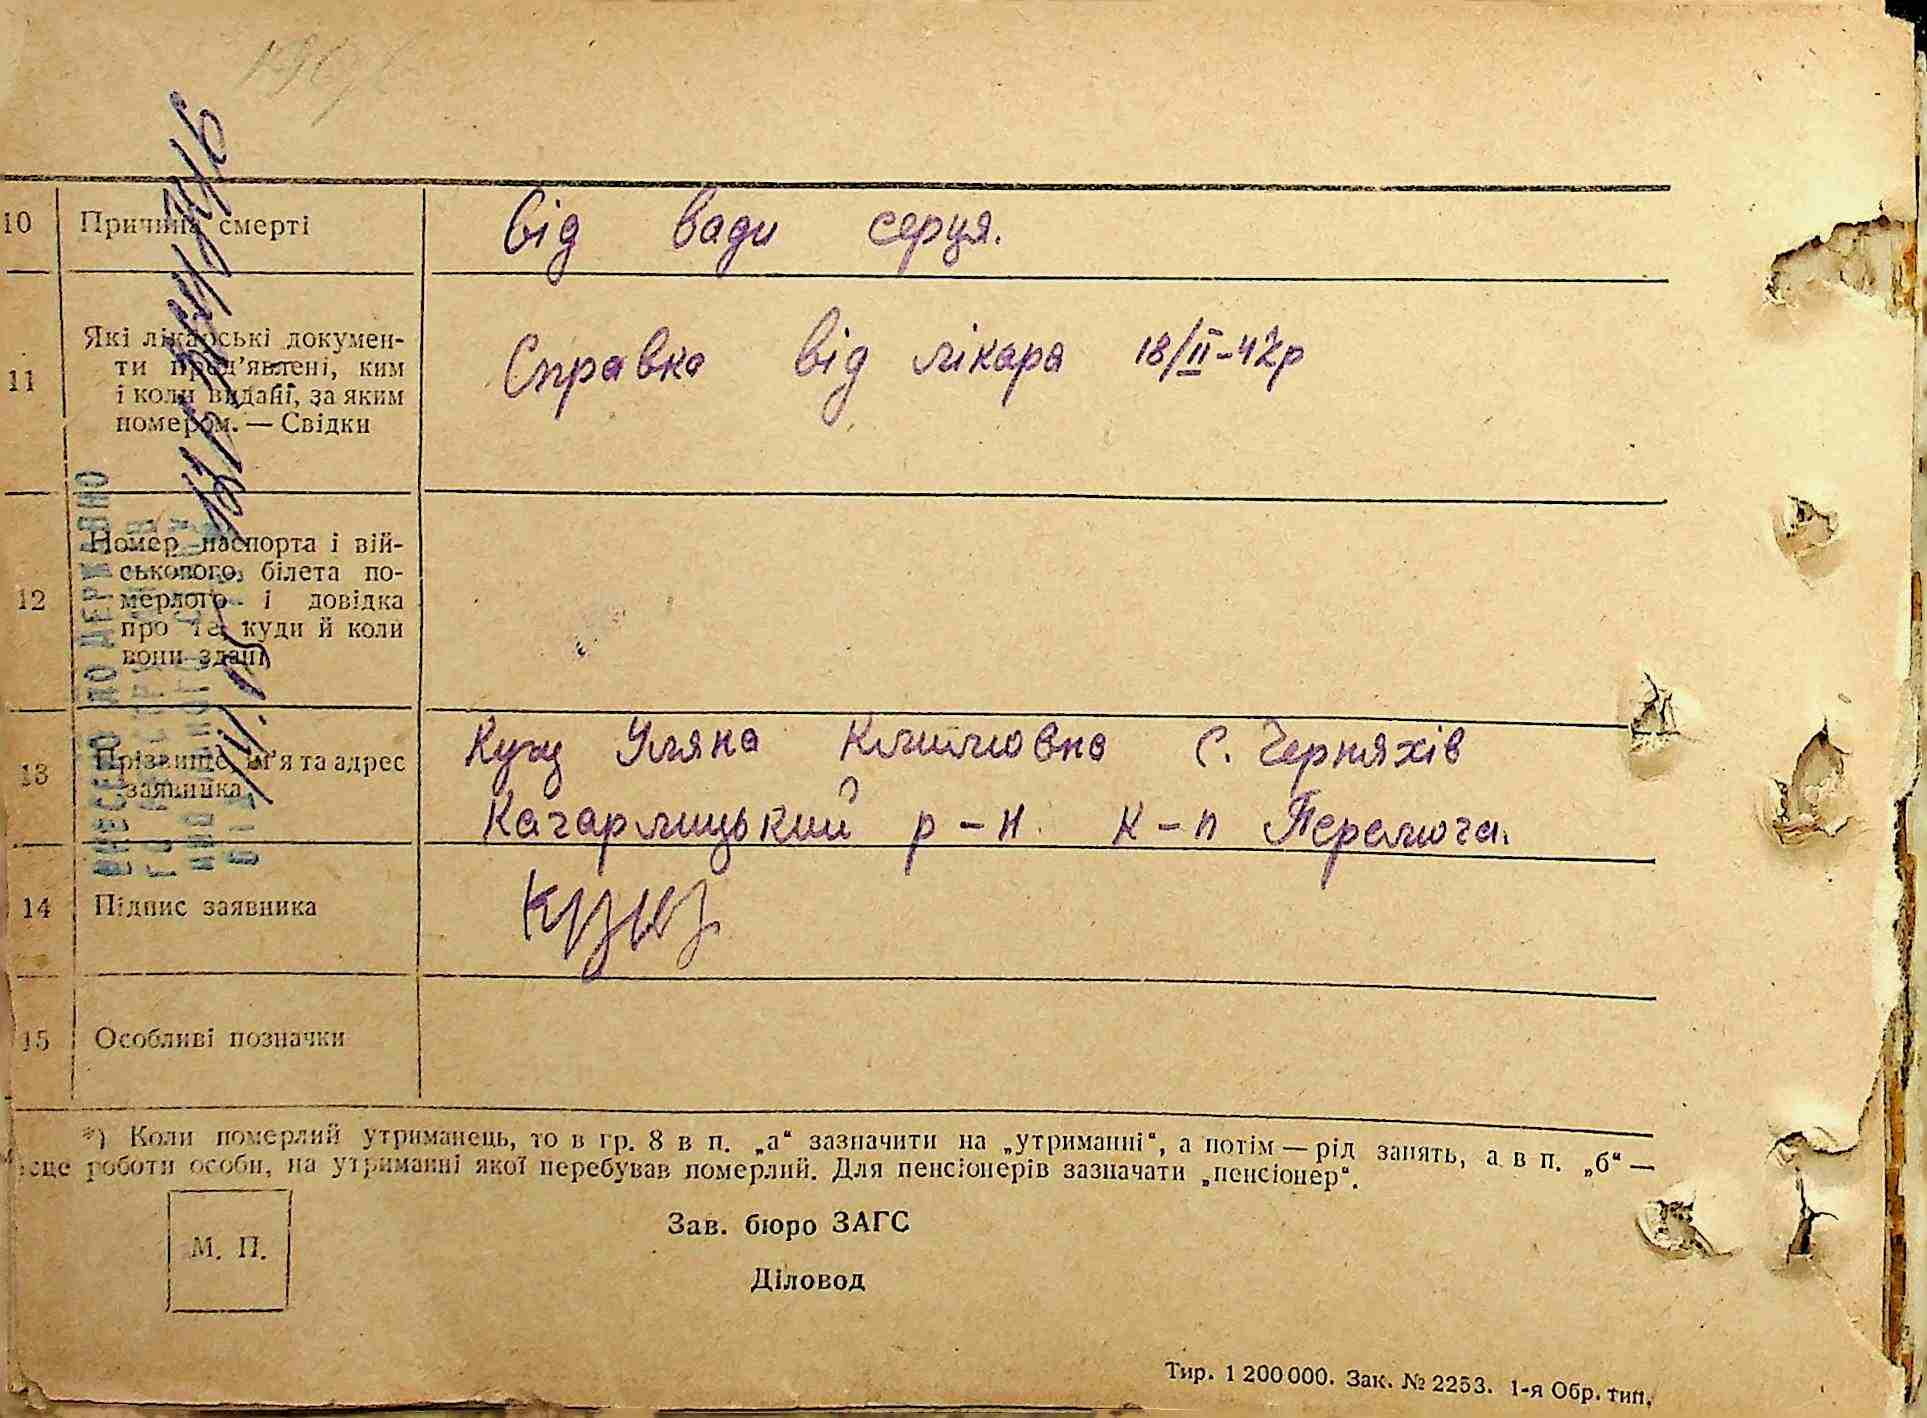 10 Причина смерті
Від вади серця.
11 Які лікарські докумен-
ти пред’явлені, ким
і коли видані, за яким
номером. — Свідки
Справка від лікара 18/II-42р
12 Номер паспорта і вій-
ськового білета по-
мерлого і довідка
про те, куди й коли
вони здані
13 Прізвище, ім’я та адрес
заявника
Кущ Уляна Климовна С. Черняхів
Кагарлицький р-н. к-п Перемога.
14 Підпис заявника
15 Особливі позначки
*) Коли померлий утриманець, то в гр. 8 в п. „а“ зазначити на „утриманні“, а потім — рід занять, а в п. „б“ —
місце роботи особи, на утриманні якої перебував померлий. Для пенсіонерів зазначати „пенсіонер“.
М. П.
Зав. бюро ЗАГС
Діловод
Тир. 1 200 000. Зак. № 2253. 1-я Обр. тип.